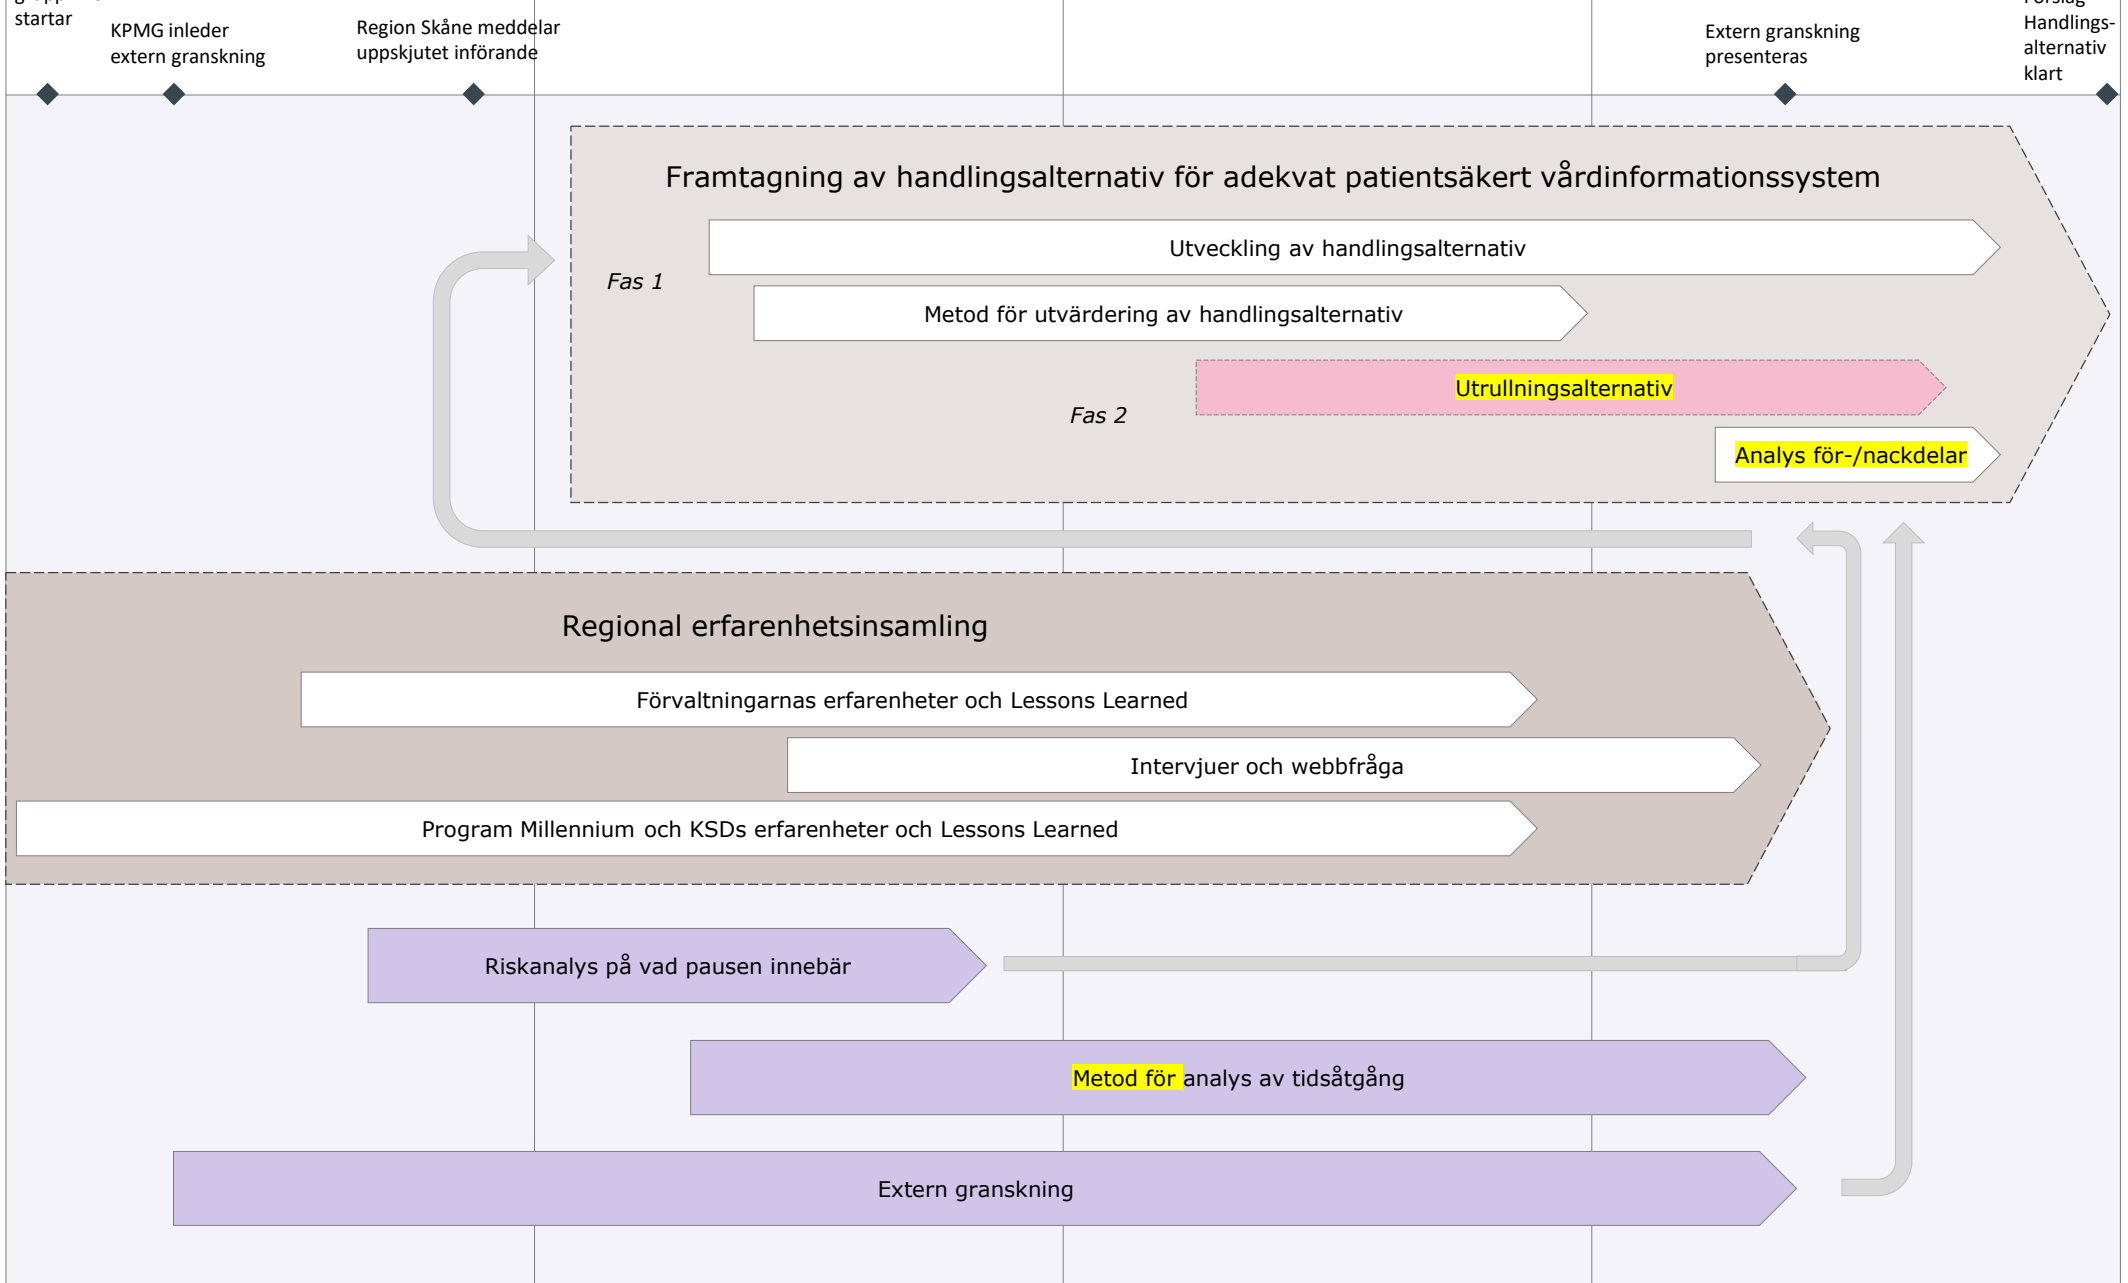 startar
KPMG inleder
extern granskning
Region Skåne meddelar
uppskjutet införande
Extern granskning
presenteras
Handlings-
alternativ
klart
Framtagning av handlingsalternativ för adekvat patientsäkert vårdinformationssystem
Utveckling av handlingsalternativ
Fas 1
Metod för utvärdering av handlingsalternativ
Utrullningsalternativ
Fas 2
Analys för-/nackdelar
Regional erfarenhetsinsamling
Förvaltningarnas erfarenheter och Lessons Learned
Intervjuer och webbfråga
Program Millennium och KSDs erfarenheter och Lessons Learned
Riskanalys på vad pausen innebär
Metod för analys av tidsåtgång
Extern granskning